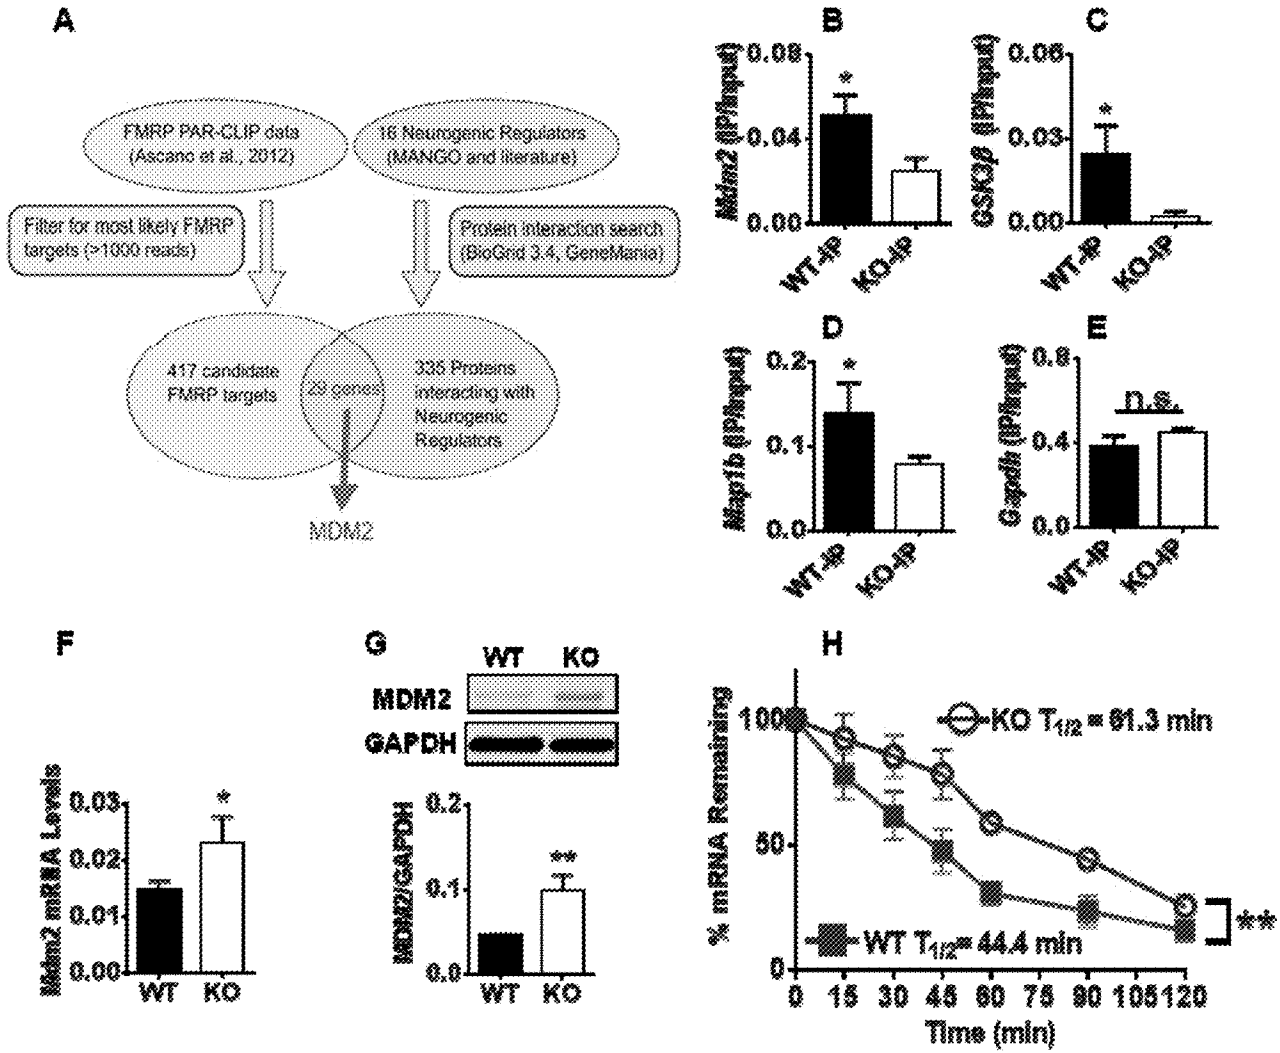 A
FMRP PAR-CLIP data
(Ascano et al., 2012)
16 Neurogenic Regulators
(MANGO and literature)
Filter for most likely FMRP
targets (>1000 reads)
Protein interaction search
(BioGrid 3.4, GeneMania)
417 candidate
FMRP targets
29 genes
335 Proteins
interacting with
Neurogenic
Regulators
MDM2
B
Mdm2 (IP/Input)
0.08
0.04
0.00
*
WT-IP
KO-IP
C
GSK3β (IP/Input)
0.06
0.03
0.00
*
WT-IP
KO-IP
D
Map1b (IP/Input)
0.2
0.1
0.0
*
WT-IP
KO-IP
E
Gapdh (IP/Input)
0.8
0.4
0.0
n.s.
WT-IP
KO-IP
F
Mdm2 mRNA Levels
0.03
0.02
0.01
0.00
*
WT
KO
G
WT
KO
MDM2
GAPDH
MDM2/GAPDH
0.2
0.1
0.0
**
WT
KO
H
% mRNA Remaining
100
50
0
KO T1/2 = 61.3 min
WT T1/2= 44.4 min
**
0 15 30 45 60 75 90 105 120
Time (min)